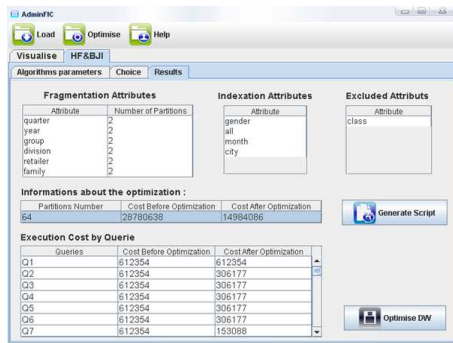 AdminFIC
Load Optimise Help
Visualise HF&BJI
Algorithms parameters Choice Results
Fragmentation Attributes
Attribute Number of Partitions
quarter 2
year 2
group 2
division 2
retailer 2
family 2
Indexation Attributes
Attribute
gender
all
month
city
Excluded Attributs
Attribute
class
Informations about the optimization :
Partitions Number Cost Before Optimization Cost After Optimization
64 28780638 14984086
Generate Script
Execution Cost by Querie
Queries Cost Before Optimization Cost After Optimization
Q1 612354 612354
Q2 612354 306177
Q3 612354 306177
Q4 612354 306177
Q5 612354 306177
Q6 612354 306177
Q7 612354 153088
Optimise DW